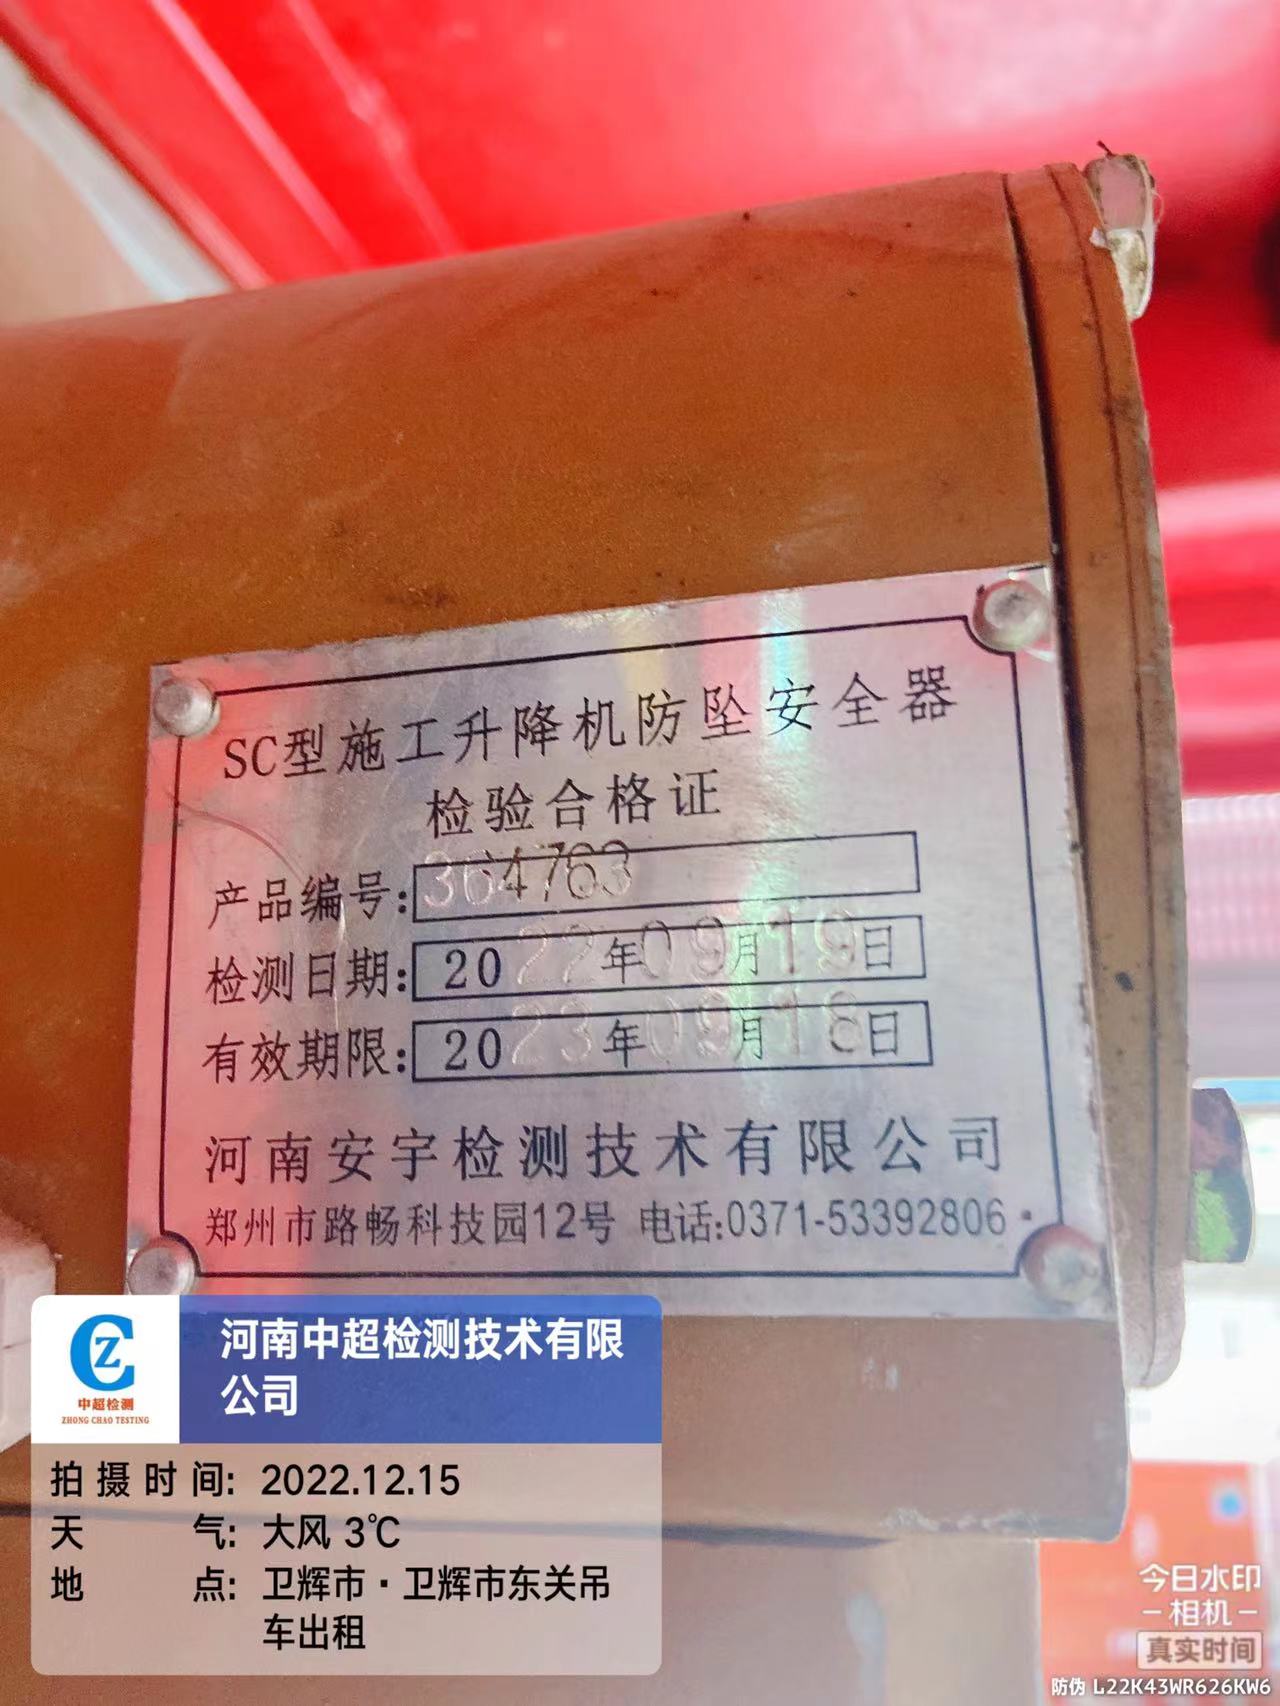 SC型施工升降机防坠安全器
检验合格证
产品编号:364763
检测日期:2022年09月19日
有效期限:2023年09月18日
河南安宇检测技术有限公司
郑州市路畅科技园12号 电话:0371-53392806
CZ
中超检测
ZHONG CHAO TESTING
河南中超检测技术有限
公司
拍摄时间: 2022.12.15
天气: 大风 3℃
地点: 卫辉市·卫辉市东关吊
车出租
今日水印
-相机-
真实时间
防伪 L22K43WR626KW6